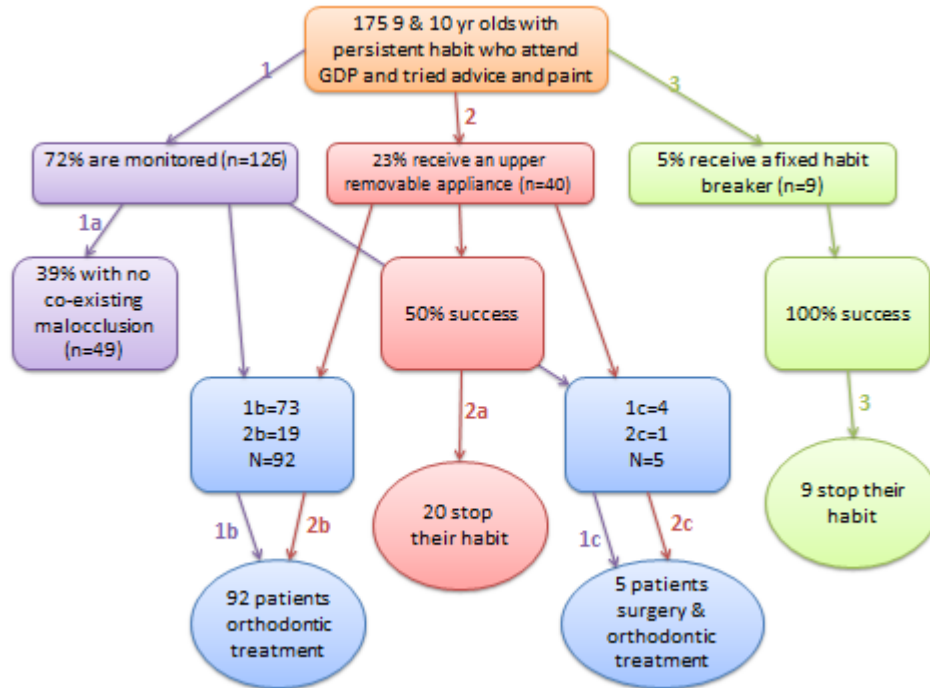 175 9 & 10 yr olds with
persistent habit who attend
GDP and tried advice and paint
1
2
3
72% are monitored (n=126)
23% receive an upper
removable appliance (n=40)
5% receive a fixed habit
breaker (n=9)
1a
39% with no
co-existing
malocclusion
(n=49)
50% success
100% success
1b=73
2b=19
N=92
2a
1c=4
2c=1
N=5
3
1b
2b
20 stop
their habit
1c
2c
9 stop their
habit
92 patients
orthodontic
treatment
5 patients
surgery &
orthodontic
treatment